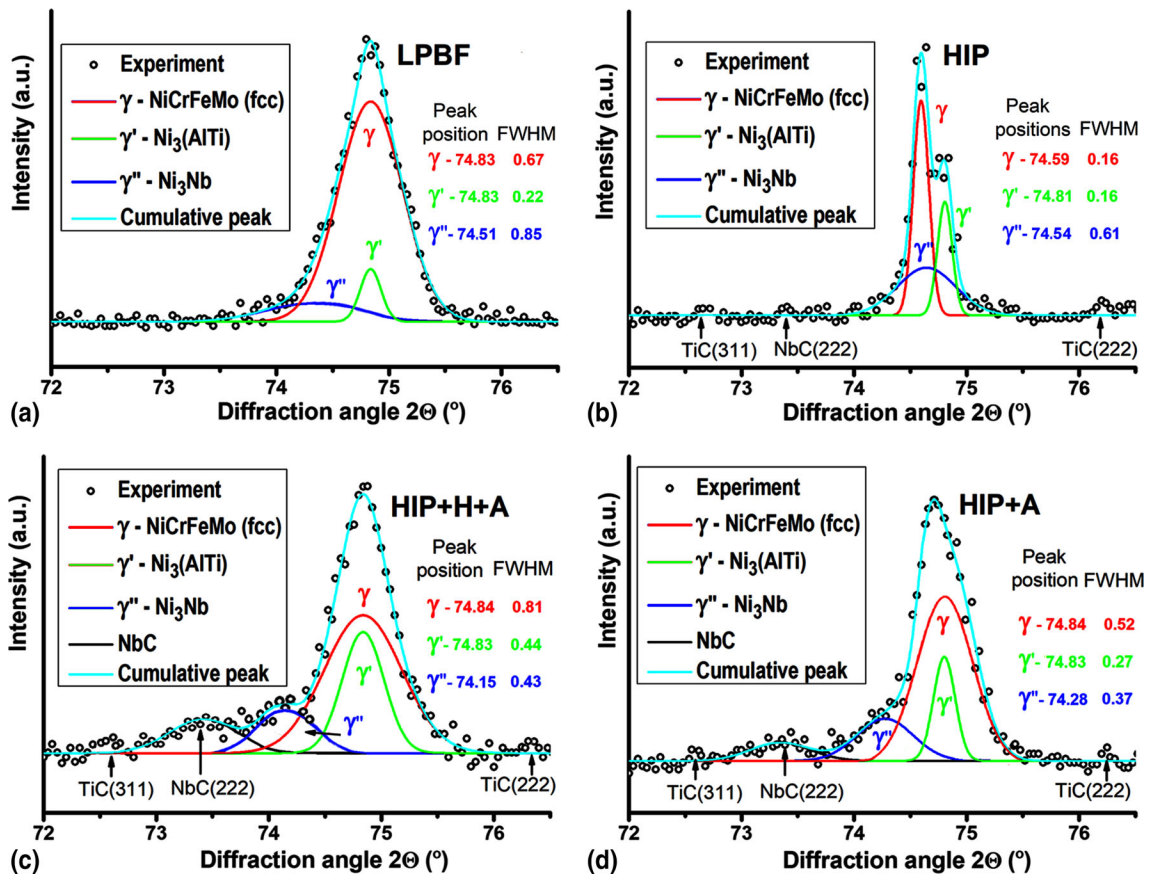 LPBF
Intensity (a.u.)
Experiment
γ - NiCrFeMo (fcc)
γ' - Ni₃(AlTi)
γ'' - Ni₃Nb
Cumulative peak
Peak
position FWHM
γ - 74.83 0.67
γ' - 74.83 0.22
γ'' - 74.51 0.85
γ
γ'
γ''
72 73 74 75 76
(a) Diffraction angle 2Θ (º)
HIP
Intensity (a.u.)
Experiment
γ - NiCrFeMo (fcc)
γ' - Ni₃(AlTi)
γ'' - Ni₃Nb
Cumulative peak
Peak
positions FWHM
γ - 74.59 0.16
γ' - 74.81 0.16
γ'' - 74.54 0.61
γ
γ'
γ''
TiC(311) NbC(222) TiC(222)
72 73 74 75 76
(b) Diffraction angle 2Θ (º)
HIP+H+A
Intensity (a.u.)
Experiment
γ - NiCrFeMo (fcc)
γ' - Ni₃(AlTi)
γ'' - Ni₃Nb
NbC
Cumulative peak
Peak
position FWHM
γ - 74.84 0.81
γ' - 74.83 0.44
γ'' - 74.15 0.43
γ
γ'
γ''
TiC(311) NbC(222) TiC(222)
72 73 74 75 76
(c) Diffraction angle 2Θ (º)
HIP+A
Intensity (a.u.)
Experiment
γ - NiCrFeMo (fcc)
γ' - Ni₃(AlTi)
γ'' - Ni₃Nb
NbC
Cumulative peak
Peak
position FWHM
γ - 74.84 0.52
γ' - 74.83 0.27
γ'' - 74.28 0.37
γ
γ'
γ''
TiC(311) NbC(222) TiC(222)
72 73 74 75 76
(d) Diffraction angle 2Θ (º)